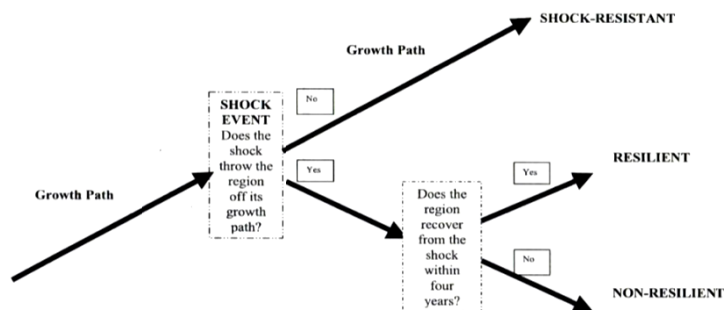 SHOCK-RESISTANT
Growth Path
No
SHOCK
EVENT
Does the
shock
throw the
region
off its
growth
path?
Yes
Growth Path
RESILIENT
Yes
Does the
region
recover
from the
shock
within
four
years?
No
NON-RESILIENT